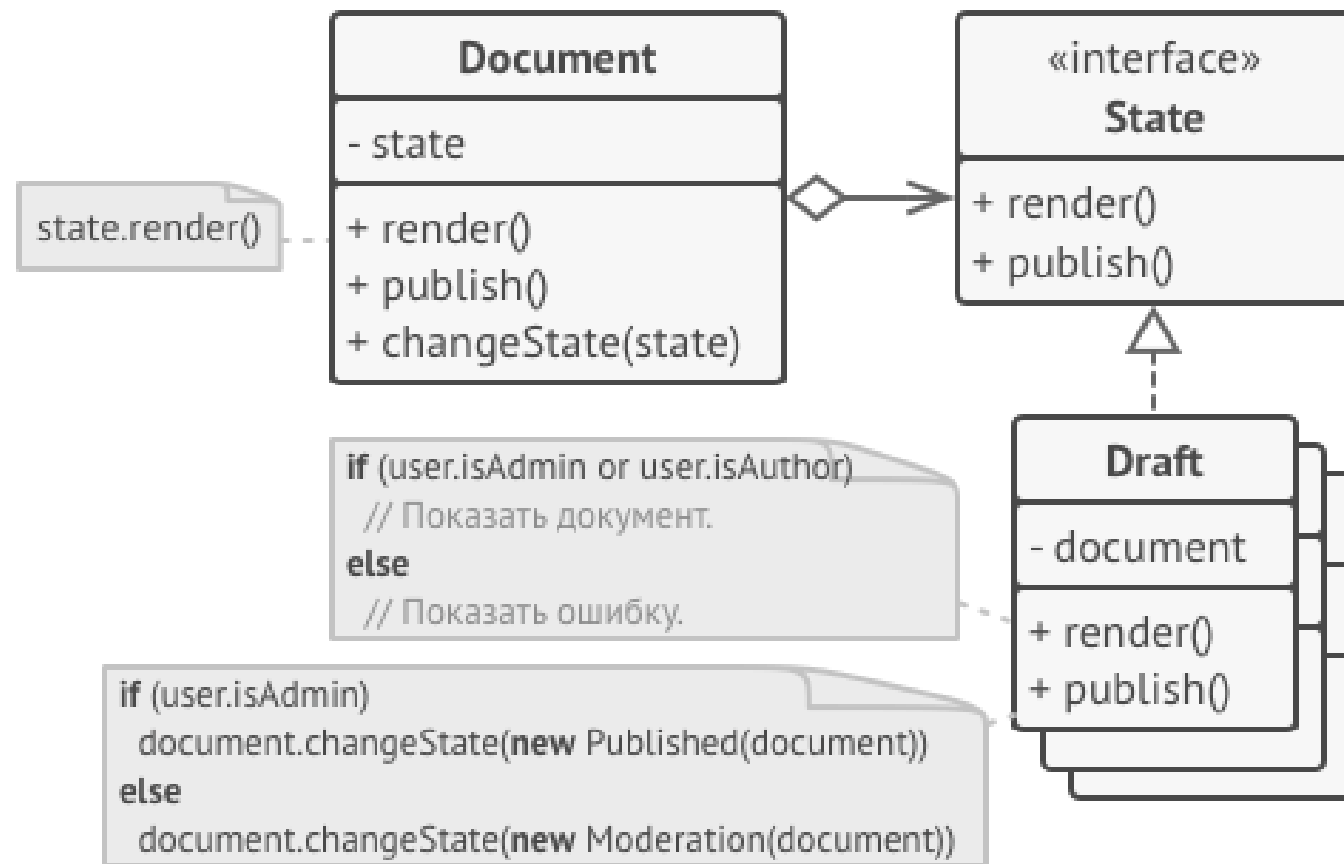 Document
- state
+ render()
+ publish()
+ changeState(state)
«interface»
State
+ render()
+ publish()
state.render()
Draft
- document
+ render()
+ publish()
if (user.isAdmin or user.isAuthor)
// Показать документ.
else
// Показать ошибку.
if (user.isAdmin)
document.changeState(new Published(document))
else
document.changeState(new Moderation(document))